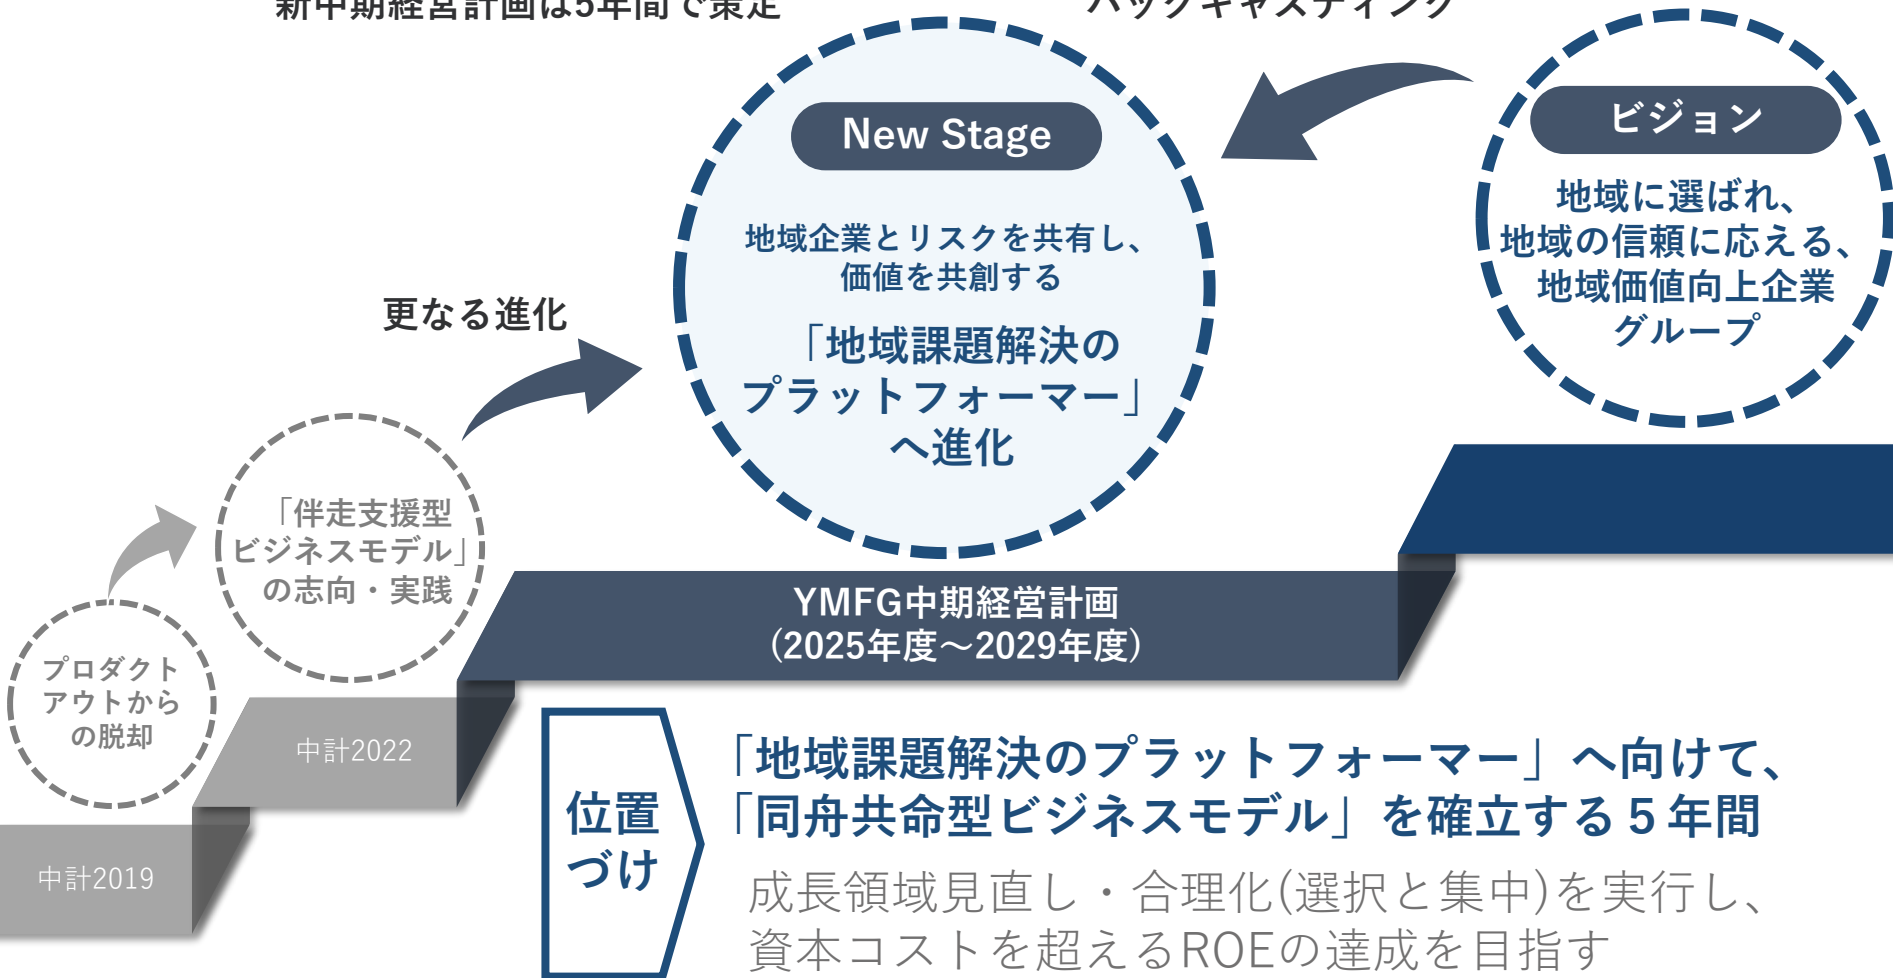 新中期経営計画は5年間で策定
バックキャスティング
New Stage
地域企業とリスクを共有し、
価値を共創する
「地域課題解決の
プラットフォーマー」
へ進化
ビジョン
地域に選ばれ、
地域の信頼に応える、
地域価値向上企業
グループ
更なる進化
「伴走支援型
ビジネスモデル」
の志向・実践
プロダクト
アウトから
の脱却
YMFG中期経営計画
(2025年度～2029年度)
中計2022
中計2019
位置
づけ
「地域課題解決のプラットフォーマー」へ向けて、
「同舟共命型ビジネスモデル」を確立する５年間
成長領域見直し・合理化(選択と集中)を実行し、
資本コストを超えるROEの達成を目指す